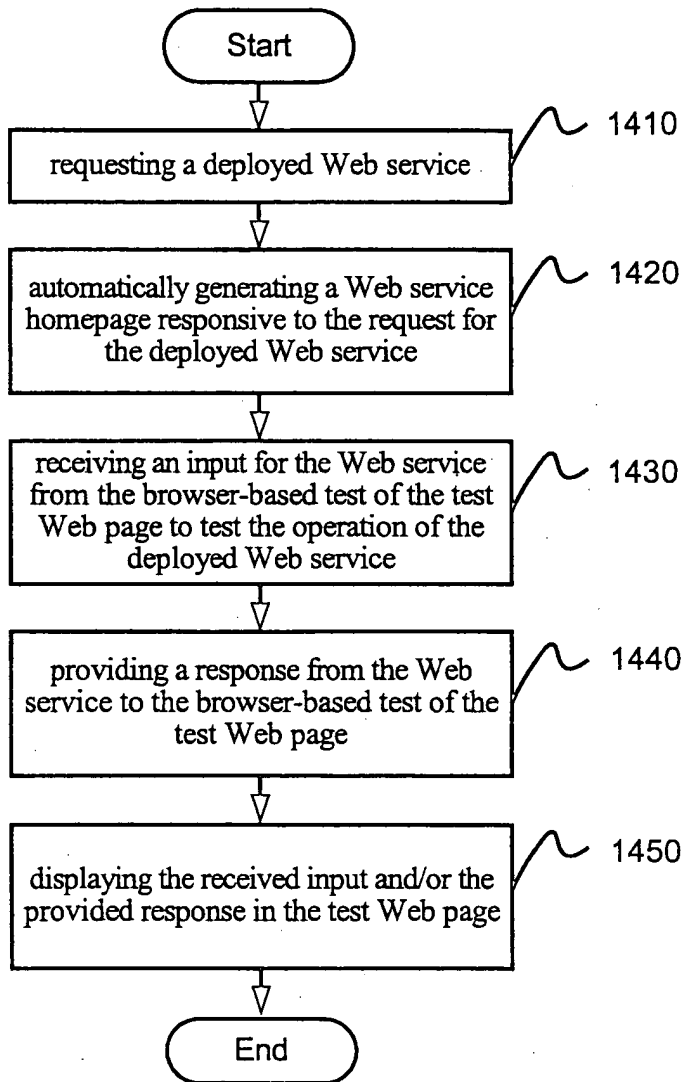 Start
requesting a deployed Web service
1410
automatically generating a Web service
homepage responsive to the request for
the deployed Web service
1420
receiving an input for the Web service
from the browser-based test of the test
Web page to test the operation of the
deployed Web service
1430
providing a response from the Web
service to the browser-based test of the
test Web page
1440
displaying the received input and/or the
provided response in the test Web page
1450
End